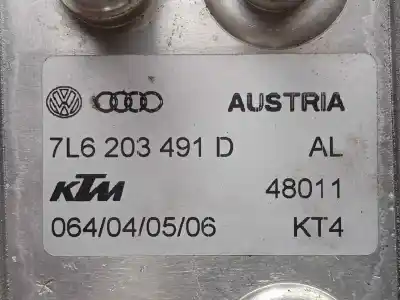 AUSTRIA
7L6 203 491 D AL
KTM 48011
064/04/05/06 KT4